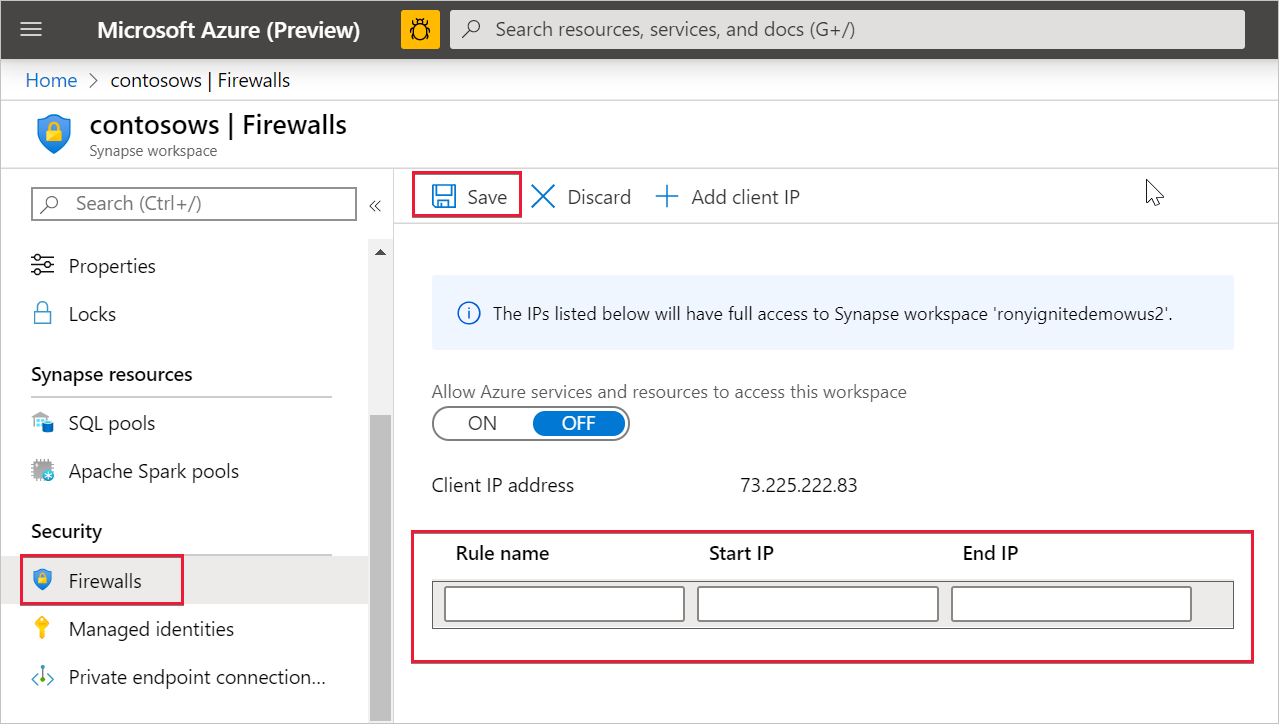 Microsoft Azure (Preview)
Search resources, services, and docs (G+/)
Home > contosows | Firewalls
contosows | Firewalls
Synapse workspace
Search (Ctrl+/)
«
Properties
Locks
Synapse resources
SQL pools
Apache Spark pools
Security
Firewalls
Managed identities
Private endpoint connection...
Save
Discard
Add client IP
The IPs listed below will have full access to Synapse workspace 'ronyignitedemowus2'.
Allow Azure services and resources to access this workspace
ON OFF
Client IP address 73.225.222.83
Rule name Start IP End IP